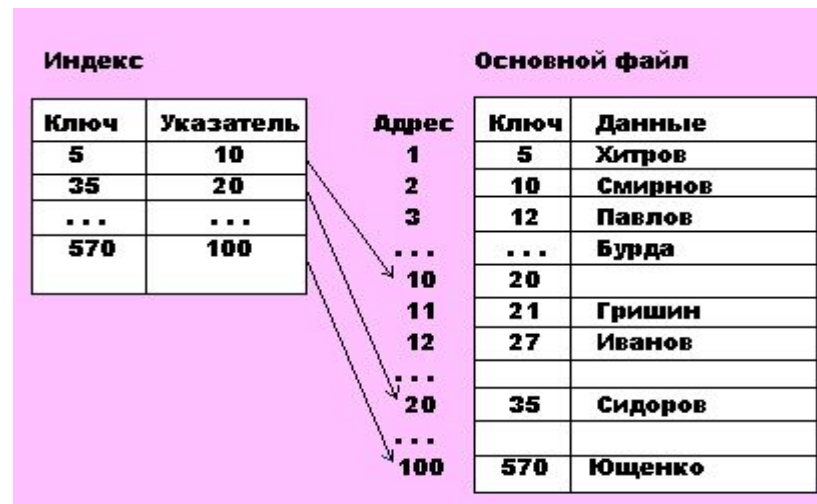 Индекс Основной файл
Ключ Указатель Адрес Ключ Данные
5 10 1 5 Хитров
35 20 2 10 Смирнов
... ... 3 12 Павлов
570 100 ... ... Бурда
10 20
11 21 Гришин
12 27 Иванов
...
20 35 Сидоров
...
100 570 Ющенко